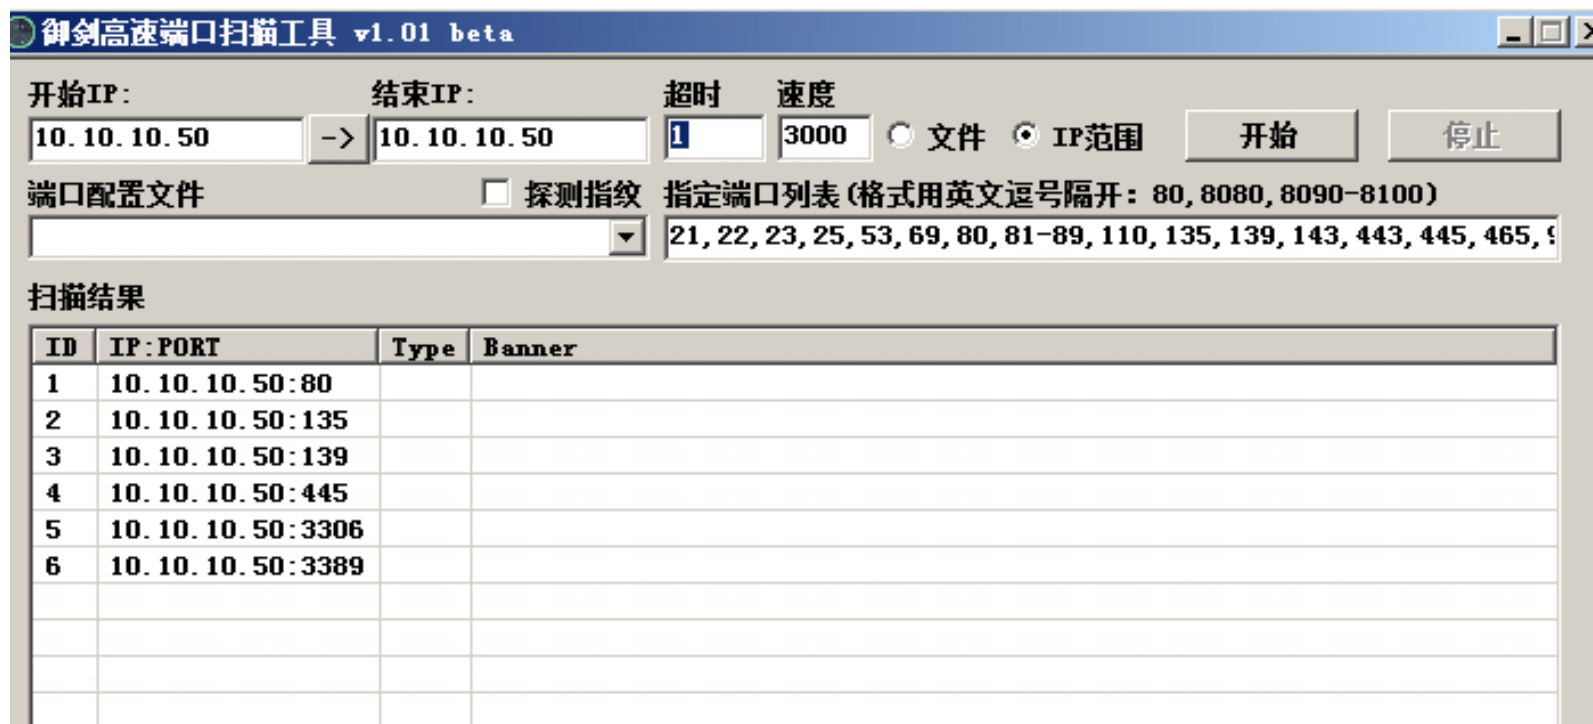 御剑高速端口扫描工具 v1.01 beta
开始IP: 结束IP: 超时 速度
10.10.10.50 -> 10.10.10.50 1 3000 文件 IP范围 开始 停止
端口配置文件 探测指纹 指定端口列表(格式用英文逗号隔开: 80,8080,8090-8100)
21,22,23,25,53,69,80,81-89,110,135,139,143,443,445,465,
扫描结果
ID IP:PORT Type Banner
1 10.10.10.50:80
2 10.10.10.50:135
3 10.10.10.50:139
4 10.10.10.50:445
5 10.10.10.50:3306
6 10.10.10.50:3389